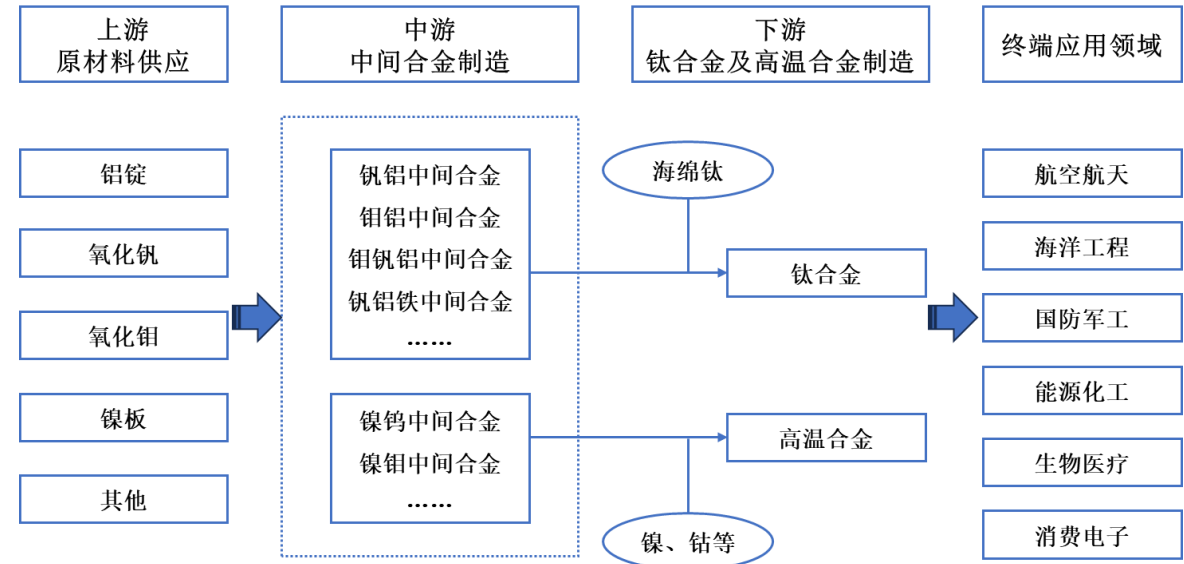 上游
原材料供应
中游
中间合金制造
下游
钛合金及高温合金制造
终端应用领域
铝锭
氧化钒
氧化钼
镍板
其他
钒铝中间合金
钼铝中间合金
钼钒铝中间合金
钒铝铁中间合金
……
镍钨中间合金
镍钼中间合金
……
海绵钛
钛合金
高温合金
镍、钴等
航空航天
海洋工程
国防军工
能源化工
生物医疗
消费电子